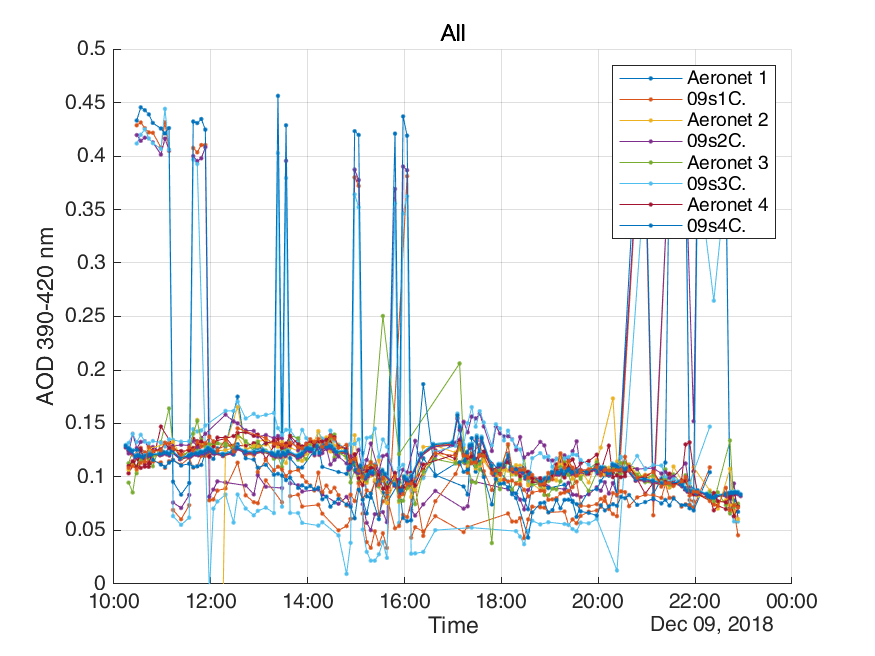 All
0.5
0.45
0.4
0.35
0.3
0.25
0.2
0.15
0.1
0.05
0
AOD 390-420 nm
Aeronet 1
09s1C.
Aeronet 2
09s2C.
Aeronet 3
09s3C.
Aeronet 4
09s4C.
10:00 12:00 14:00 16:00 18:00 20:00 22:00 00:00
Time
Dec 09, 2018